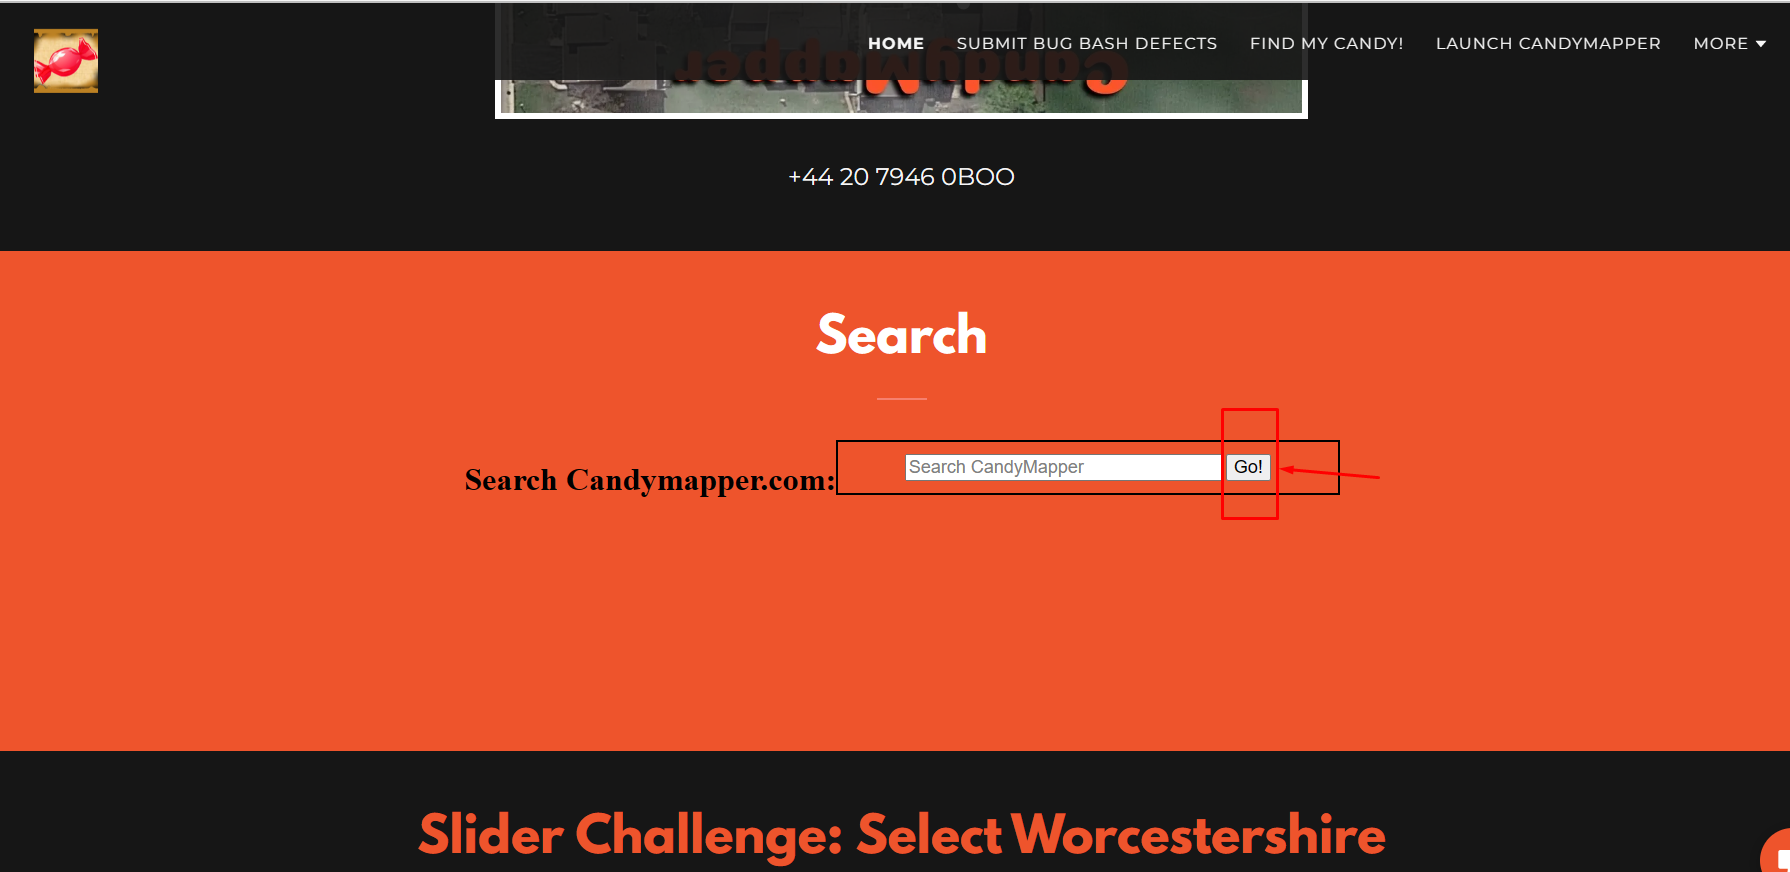 HOME SUBMIT BUG BASH DEFECTS FIND MY CANDY! LAUNCH CANDYMAPPER MORE
CandyMapper
+44 20 7946 0BOO
Search
Search Candymapper.com: Search CandyMapper Go!
Slider Challenge: Select Worcestershire